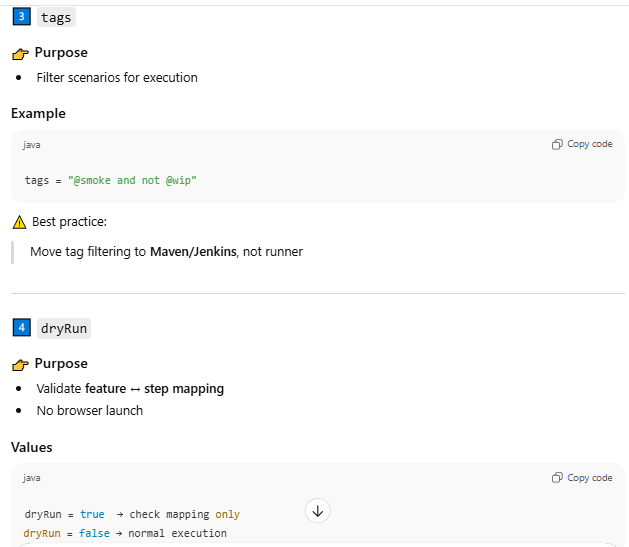 3 tags
👉 Purpose
• Filter scenarios for execution
Example
java Copy code
tags = "@smoke and not @wip"
⚠️ Best practice:
Move tag filtering to Maven/Jenkins, not runner
4 dryRun
👉 Purpose
• Validate feature ↔ step mapping
• No browser launch
Values
java Copy code
dryRun = true → check mapping only
dryRun = false → normal execution